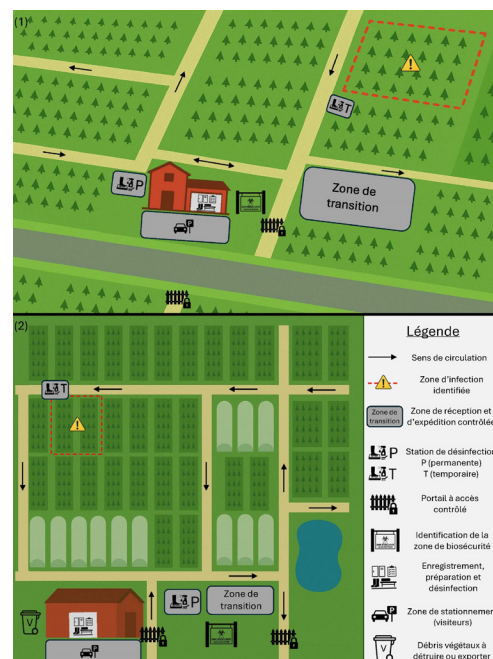 (1)
T
P
P
Zone de
transition
(2)
T
P
Zone de
transition
V
P
Légende
Sens de circulation
Zone d'infection
identifiée
Zone de
transition
Zone de réception et
d'expédition contrôlée
P
T
Station de désinfection
P (permanente)
T (temporaire)
Portail à accès
contrôlé
Identification de la
zone de biosécurité
Enregistrement,
préparation et
désinfection
P
Zone de stationnement
(visiteurs)
V
Débris végétaux à
détruire ou exporter